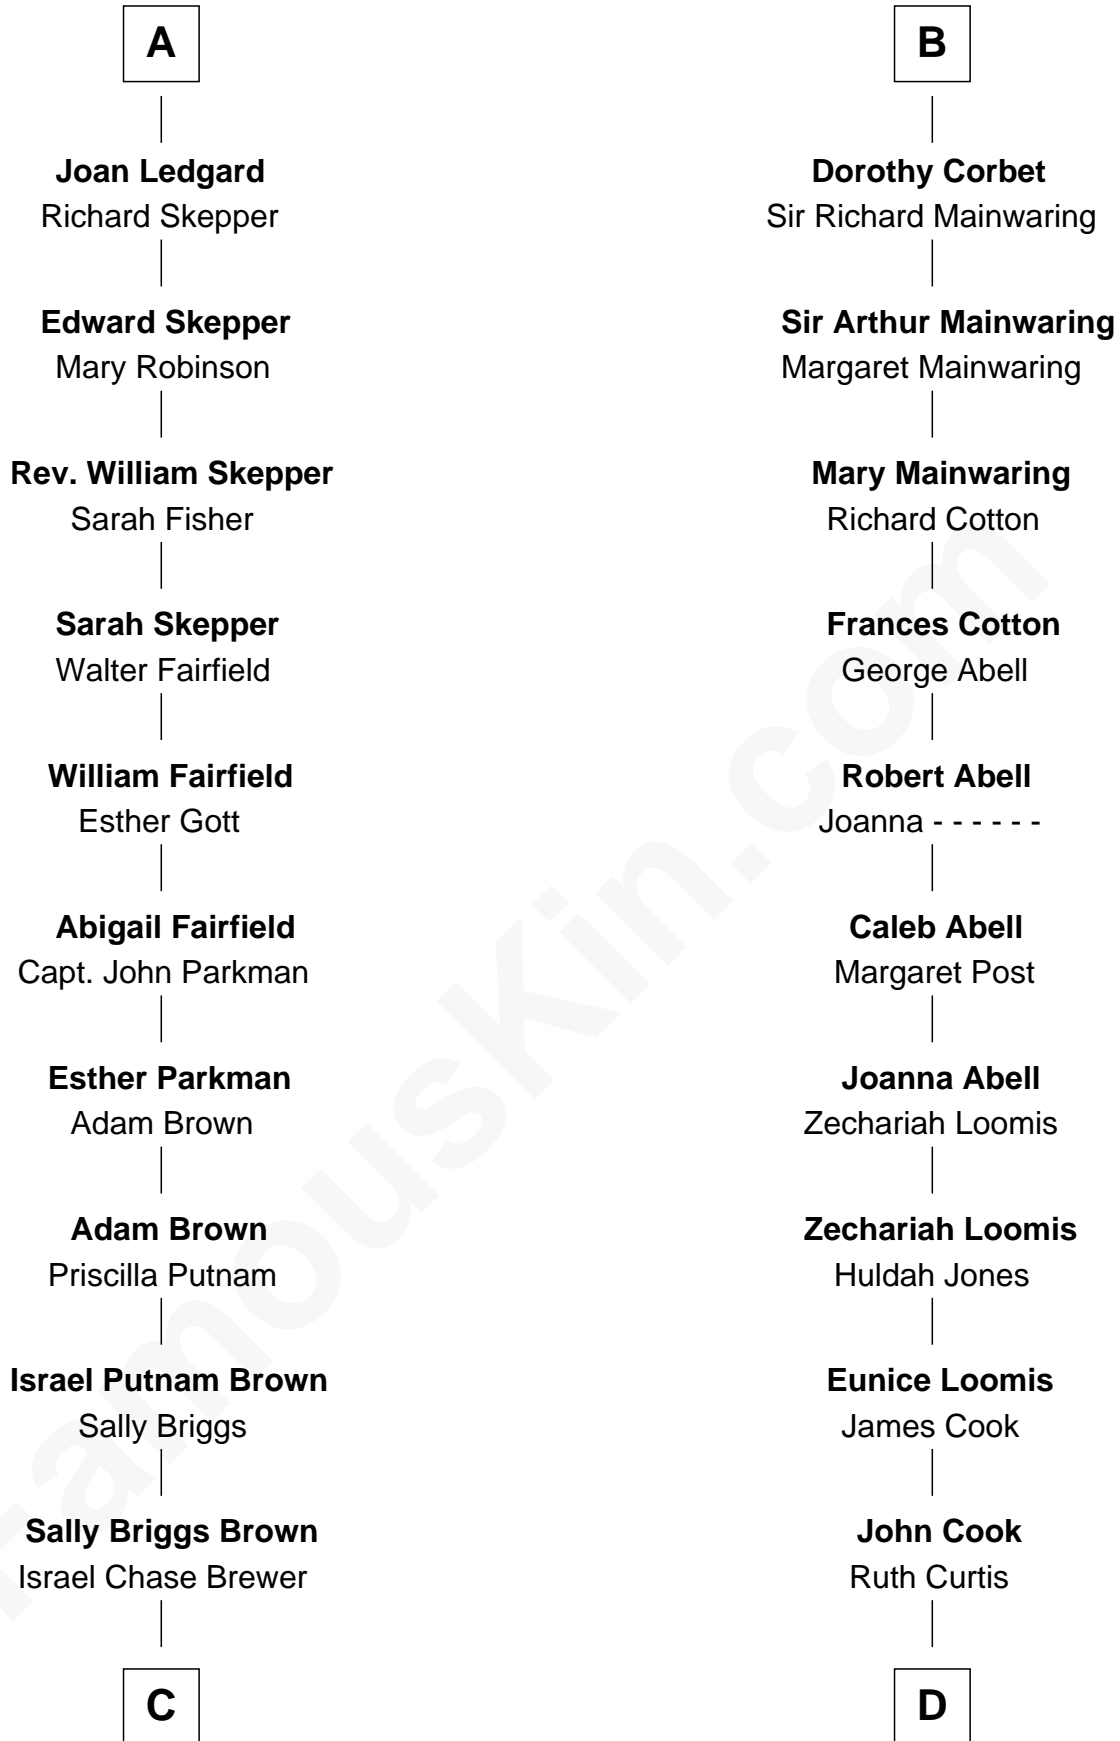 A
Joan Ledgard
Richard Skepper
Edward Skepper
Mary Robinson
Rev. William Skepper
Sarah Fisher
Sarah Skepper
Walter Fairfield
William Fairfield
Esther Gott
Abigail Fairfield
Capt. John Parkman
Esther Parkman
Adam Brown
Adam Brown
Priscilla Putnam
Israel Putnam Brown
Sally Briggs
Sally Briggs Brown
Israel Chase Brewer
C
B
Dorothy Corbet
Sir Richard Mainwaring
Sir Arthur Mainwaring
Margaret Mainwaring
Mary Mainwaring
Richard Cotton
Frances Cotton
George Abell
Robert Abell
Joanna - - - - - -
Caleb Abell
Margaret Post
Joanna Abell
Zechariah Loomis
Zechariah Loomis
Huldah Jones
Eunice Loomis
James Cook
John Cook
Ruth Curtis
D
FamousKin.com